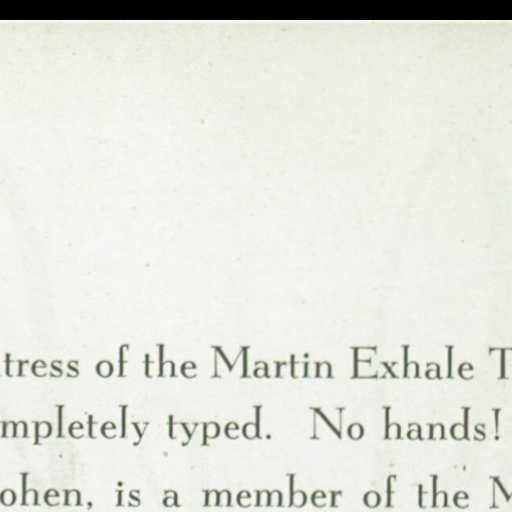 tress of the Martin Exhale T
mpletely typed. No hands!
ohen, is a member of the M